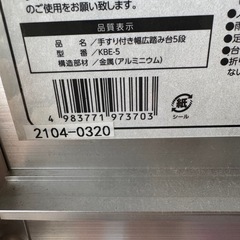 のご使用をお願い致します。
品質表示
品名/手すり付き幅広踏み台5段
型番/KBE-5
構造部材/金属(アルミニウム)
4 983771 973703
紙
シール
2104-0320